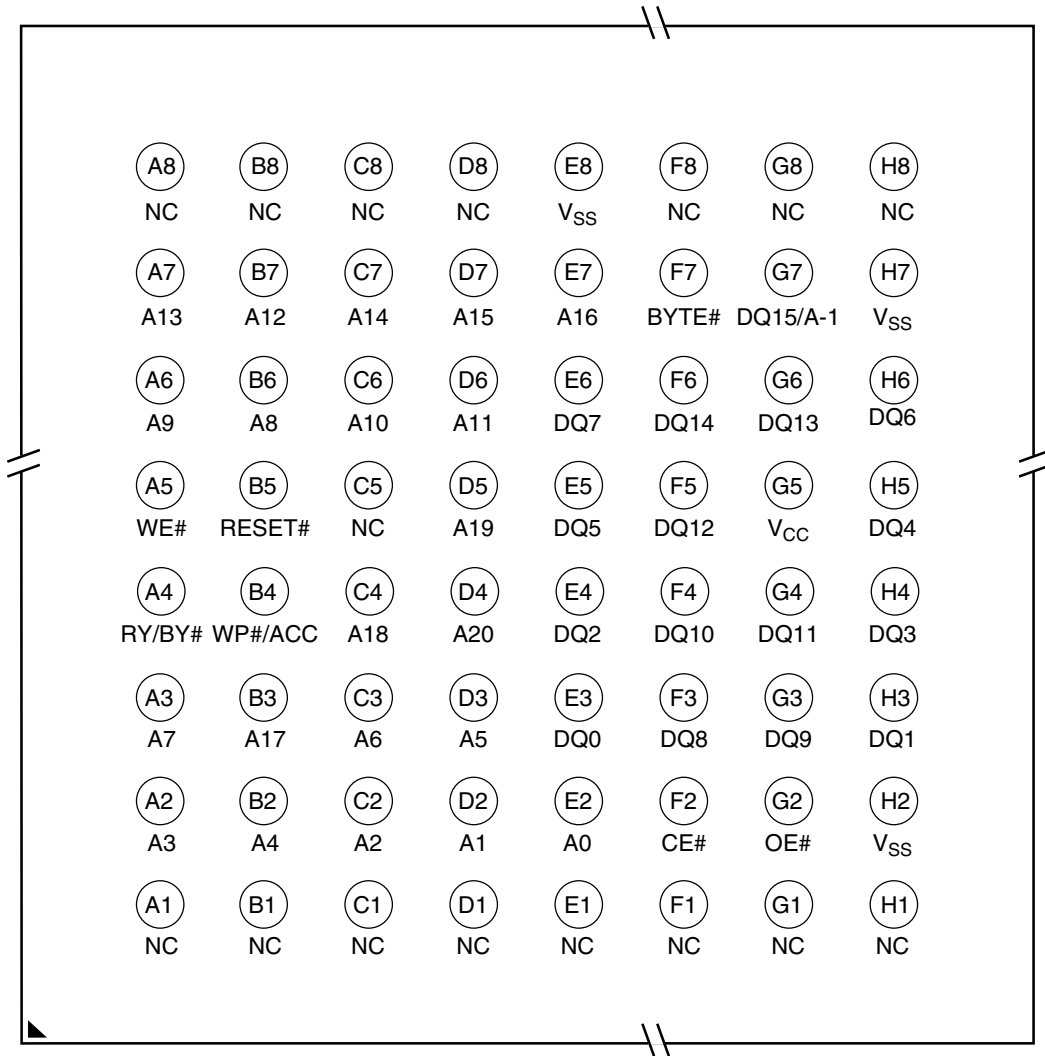 A8 B8 C8 D8 E8 F8 G8 H8
NC NC NC NC VSS NC NC NC
A7 B7 C7 D7 E7 F7 G7 H7
A13 A12 A14 A15 A16 BYTE# DQ15/A-1 VSS
A6 B6 C6 D6 E6 F6 G6 H6
A9 A8 A10 A11 DQ7 DQ14 DQ13 DQ6
A5 B5 C5 D5 E5 F5 G5 H5
WE# RESET# NC A19 DQ5 DQ12 VCC DQ4
A4 B4 C4 D4 E4 F4 G4 H4
RY/BY# WP#/ACC A18 A20 DQ2 DQ10 DQ11 DQ3
A3 B3 C3 D3 E3 F3 G3 H3
A7 A17 A6 A5 DQ0 DQ8 DQ9 DQ1
A2 B2 C2 D2 E2 F2 G2 H2
A3 A4 A2 A1 A0 CE# OE# VSS
A1 B1 C1 D1 E1 F1 G1 H1
NC NC NC NC NC NC NC NC